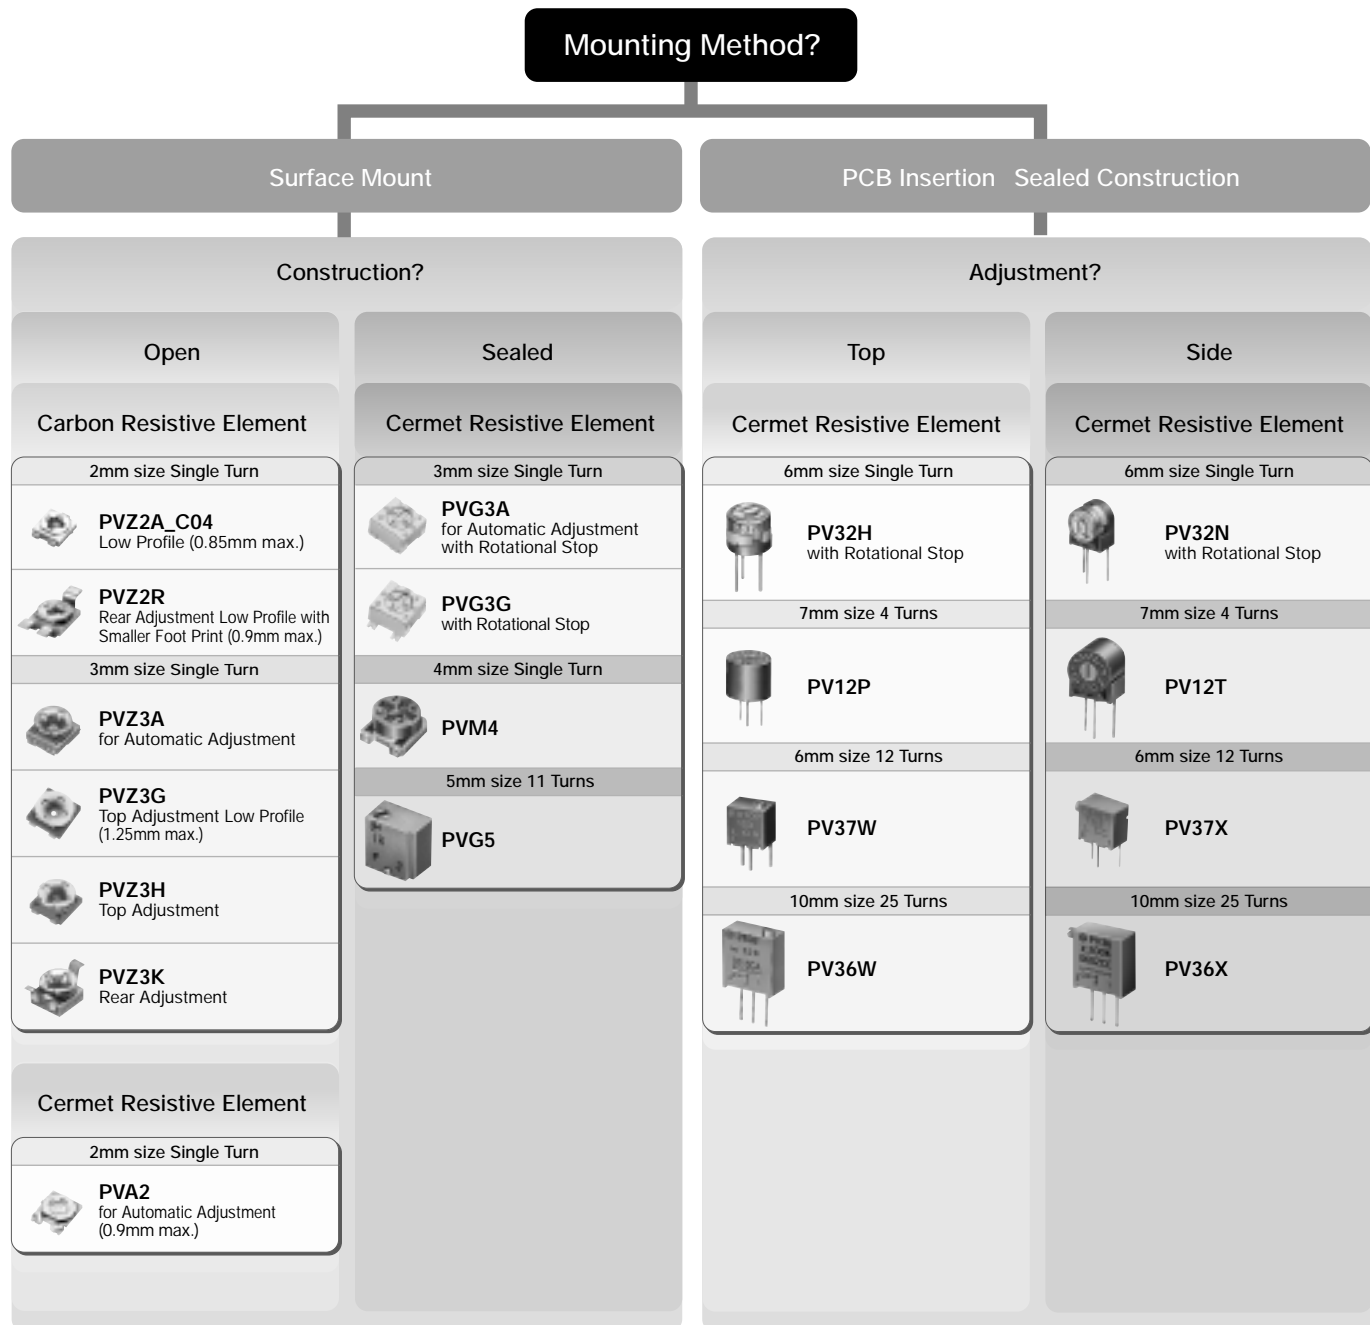 Mounting Method?
Surface Mount
PCB Insertion Sealed Construction
Construction?
Adjustment?
Open
Sealed
Top
Side
Carbon Resistive Element
2mm size Single Turn
PVZ2A_C04
Low Profile (0.85mm max.)
PVZ2R
Rear Adjustment Low Profile with
Smaller Foot Print (0.9mm max.)
3mm size Single Turn
PVZ3A
for Automatic Adjustment
PVZ3G
Top Adjustment Low Profile
(1.25mm max.)
PVZ3H
Top Adjustment
PVZ3K
Rear Adjustment
Cermet Resistive Element
2mm size Single Turn
PVA2
for Automatic Adjustment
(0.9mm max.)
Cermet Resistive Element
3mm size Single Turn
PVG3A
for Automatic Adjustment
with Rotational Stop
PVG3G
with Rotational Stop
4mm size Single Turn
PVM4
5mm size 11 Turns
PVG5
Cermet Resistive Element
6mm size Single Turn
PV32H
with Rotational Stop
7mm size 4 Turns
PV12P
6mm size 12 Turns
PV37W
10mm size 25 Turns
PV36W
Cermet Resistive Element
6mm size Single Turn
PV32N
with Rotational Stop
7mm size 4 Turns
PV12T
6mm size 12 Turns
PV37X
10mm size 25 Turns
PV36X